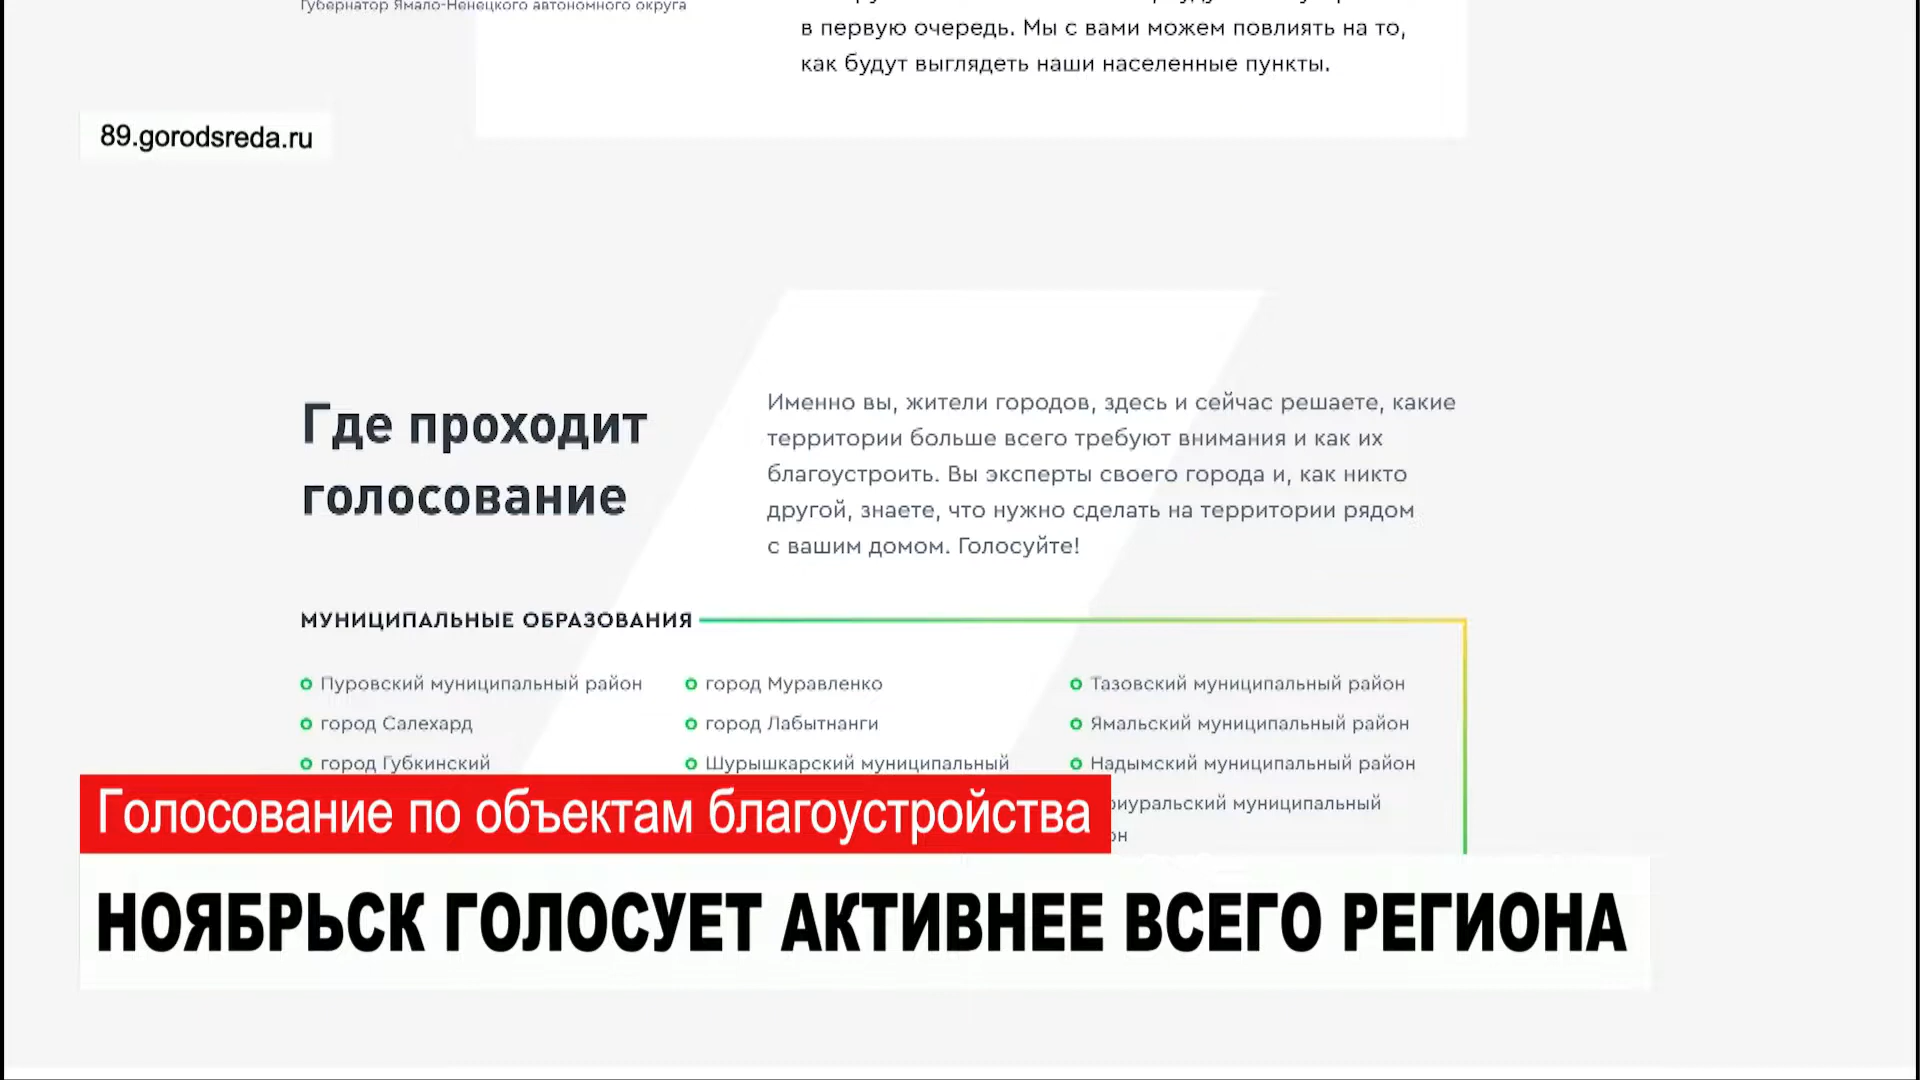 Губернатор Ямало-Ненецкого автономного округа
в первую очередь. Мы с вами можем повлиять на то,
как будут выглядеть наши населенные пункты.
89.gorodsreda.ru
Где проходит
голосование
Именно вы, жители городов, здесь и сейчас решаете, какие
территории больше всего требуют внимания и как их
благоустроить. Вы эксперты своего города и, как никто
другой, знаете, что нужно сделать на территории рядом
с вашим домом. Голосуйте!
МУНИЦИПАЛЬНЫЕ ОБРАЗОВАНИЯ
Пуровский муниципальный район
город Салехард
город Губкинский
город Муравленко
город Лабытнанги
Шурышкарский муниципальный
Тазовский муниципальный район
Ямальский муниципальный район
Надымский муниципальный район
риуральский муниципальный
он
Голосование по объектам благоустройства
НОЯБРЬСК ГОЛОСУЕТ АКТИВНЕЕ ВСЕГО РЕГИОНА